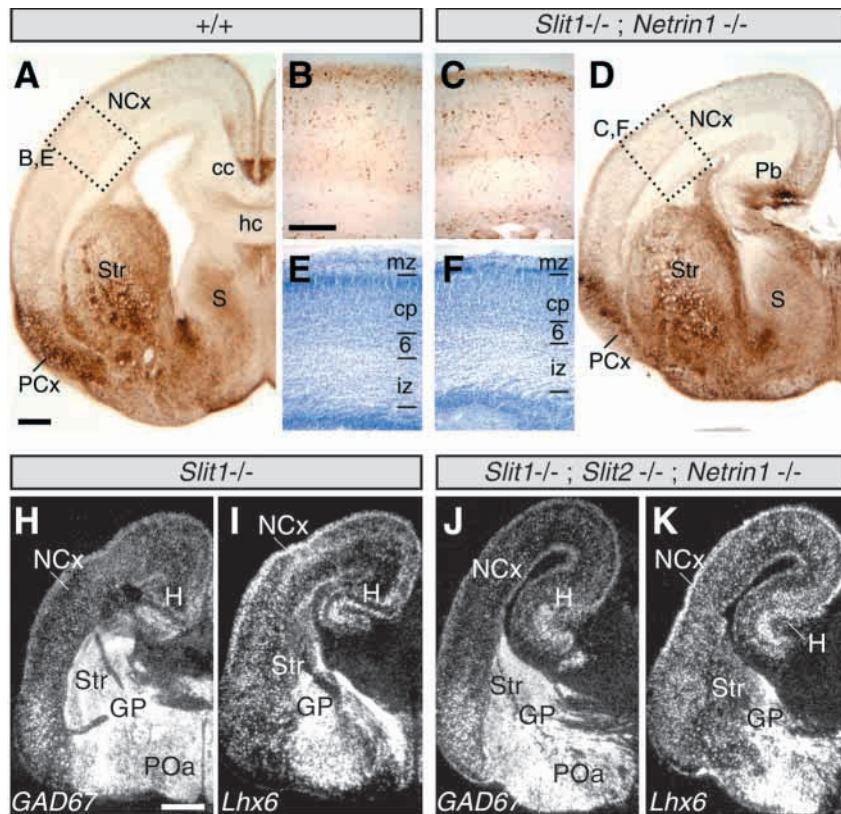 +/+
Slit1-/- ; Netrin1 -/-
A
B
C
D
NCx
B,E
cc
hc
Str
S
PCx
C,F
NCx
Pb
Str
S
PCx
E
mz
cp
6
iz
F
mz
cp
6
iz
Slit1-/-
Slit1-/- ; Slit2 -/- ; Netrin1 -/-
H
NCx
H
Str
GP
POa
GAD67
I
NCx
H
Str
GP
Lhx6
J
NCx
H
Str
GP
POa
GAD67
K
NCx
H
Str
GP
Lhx6